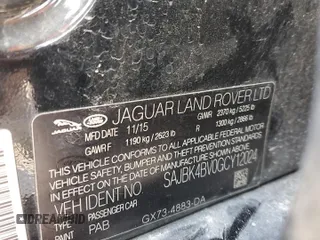 JAGUAR LAND ROVER LTD
JAGUAR
MFD DATE 11/15 GVWR 2370 kg / 5225 lb
GAWR F 1190 kg / 2623 lb R 1300 kg / 2866 lb
THIS VEHICLE CONFORMS TO ALL APPLICABLE FEDERAL MOTOR
VEHICLE SAFETY, BUMPER AND THEFT PREVENTION STANDARDS
IN EFFECT ON THE DATE OF MANUFACTURE SHOWN ABOVE
VEH IDENT NO SAJBK4BV0GCY12024
TYPE PASSENGER CAR
PAB GX73-4883-DA
DREAMBID